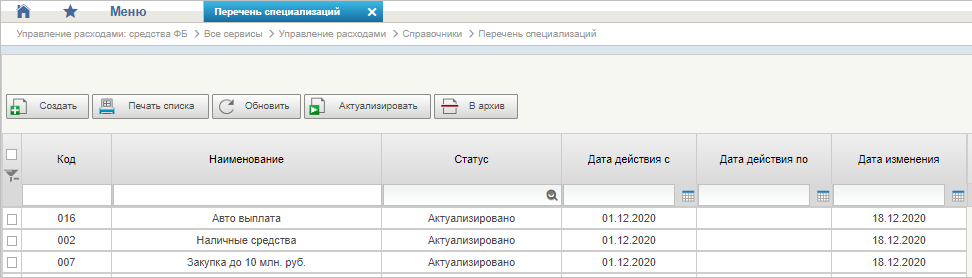 Меню Перечень специализаций
Управление расходами: средства ФБ Все сервисы Управление расходами Справочники Перечень специализаций
Создать Печать списка Обновить Актуализировать В архив
Код Наименование Статус Дата действия с Дата действия по Дата изменения
016 Авто выплата Актуализировано 01.12.2020 18.12.2020
002 Наличные средства Актуализировано 01.12.2020 18.12.2020
007 Закупка до 10 млн. руб. Актуализировано 01.12.2020 18.12.2020